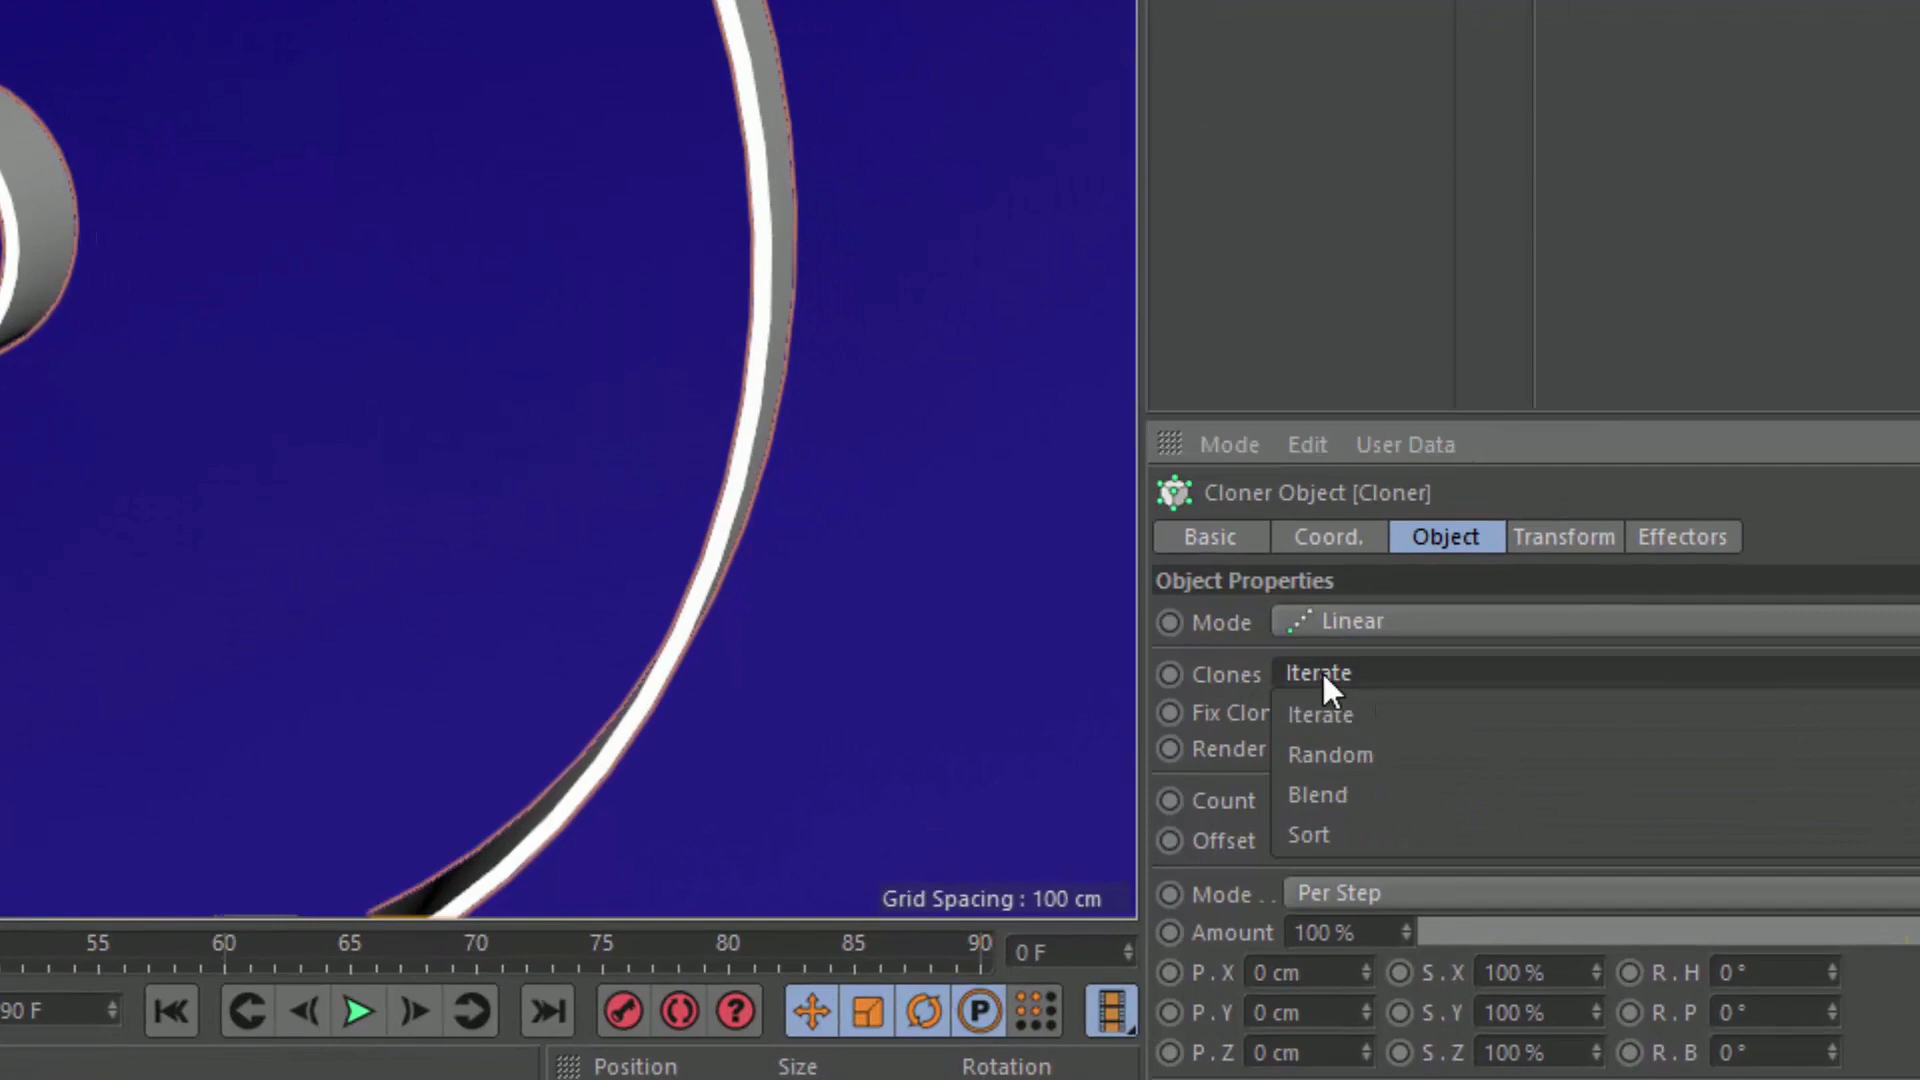 Mode Edit User Data
Cloner Object [Cloner]
Basic Coord. Object Transform Effectors
Object Properties
Mode Linear
Clones Iterate
Fix Clor Iterate
Render Random
Blend
Count
Sort
Offset
Mode . . Per Step
Amount 100 %
P . X 0 cm S . X 100 % R . H 0 °
P . Y 0 cm S . Y 100 % R . P 0 °
P . Z 0 cm S . Z 100 % R . B 0 °
Grid Spacing : 100 cm
55 60 65 70 75 80 85 90 0 F
90 F
P
Position Size Rotation